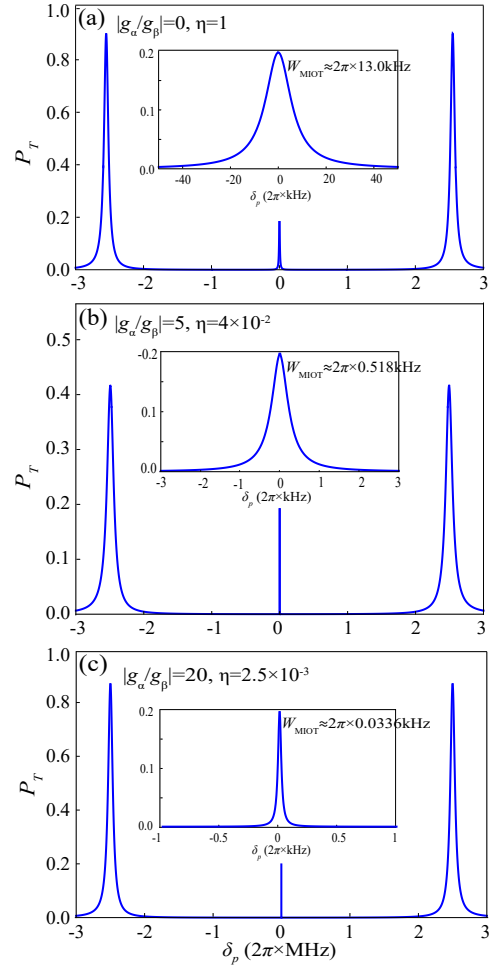 (a) |gα/gβ|=0, η=1
1.0
0.8
0.6
0.4
0.2
0.0
P_T
0.2
0.1
0.0
W_MIOT≈2π×13.0kHz
-40 -20 0 20 40
δ_p (2π×kHz)
-3 -2 -1 0 1 2 3
(b) |gα/gβ|=5, η=4×10⁻²
0.5
0.4
0.3
0.2
0.1
0.0
P_T
-0.2
-0.1
0.0
W_MIOT≈2π×0.518kHz
-3 -2 -1 0 1 2 3
δ_p (2π×kHz)
-3 -2 -1 0 1 2 3
(c) |gα/gβ|=20, η=2.5×10⁻³
1.0
0.8
0.6
0.4
0.2
0.0
P_T
0.2
0.1
0.0
W_MIOT≈2π×0.0336kHz
-1 -0.5 0 0.5 1
δ_p (2π×kHz)
-3 -2 -1 0 1 2 3
δ_p (2π×MHz)